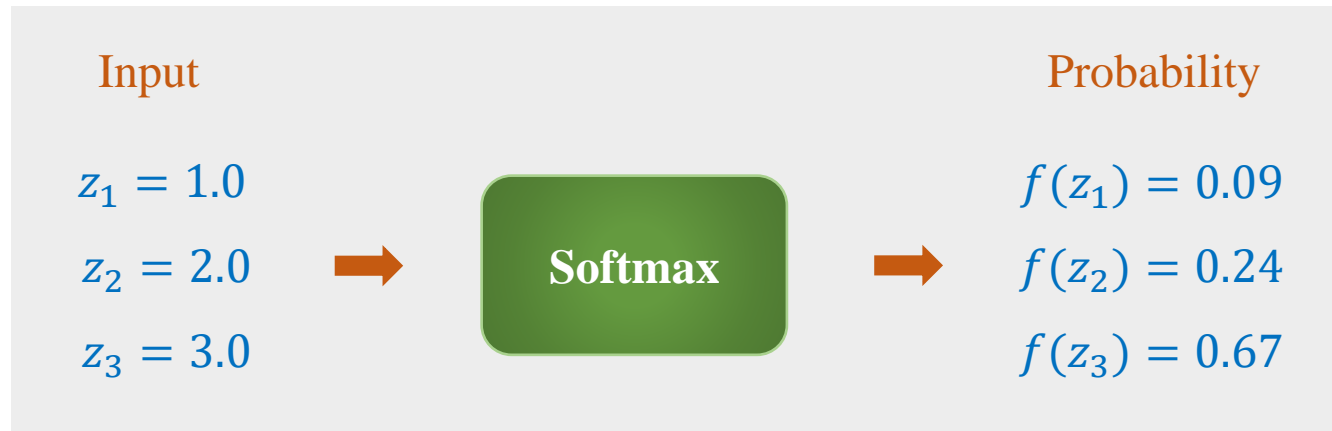 Input
Probability
z₁ = 1.0
f(z₁) = 0.09
z₂ = 2.0
Softmax
f(z₂) = 0.24
z₃ = 3.0
f(z₃) = 0.67